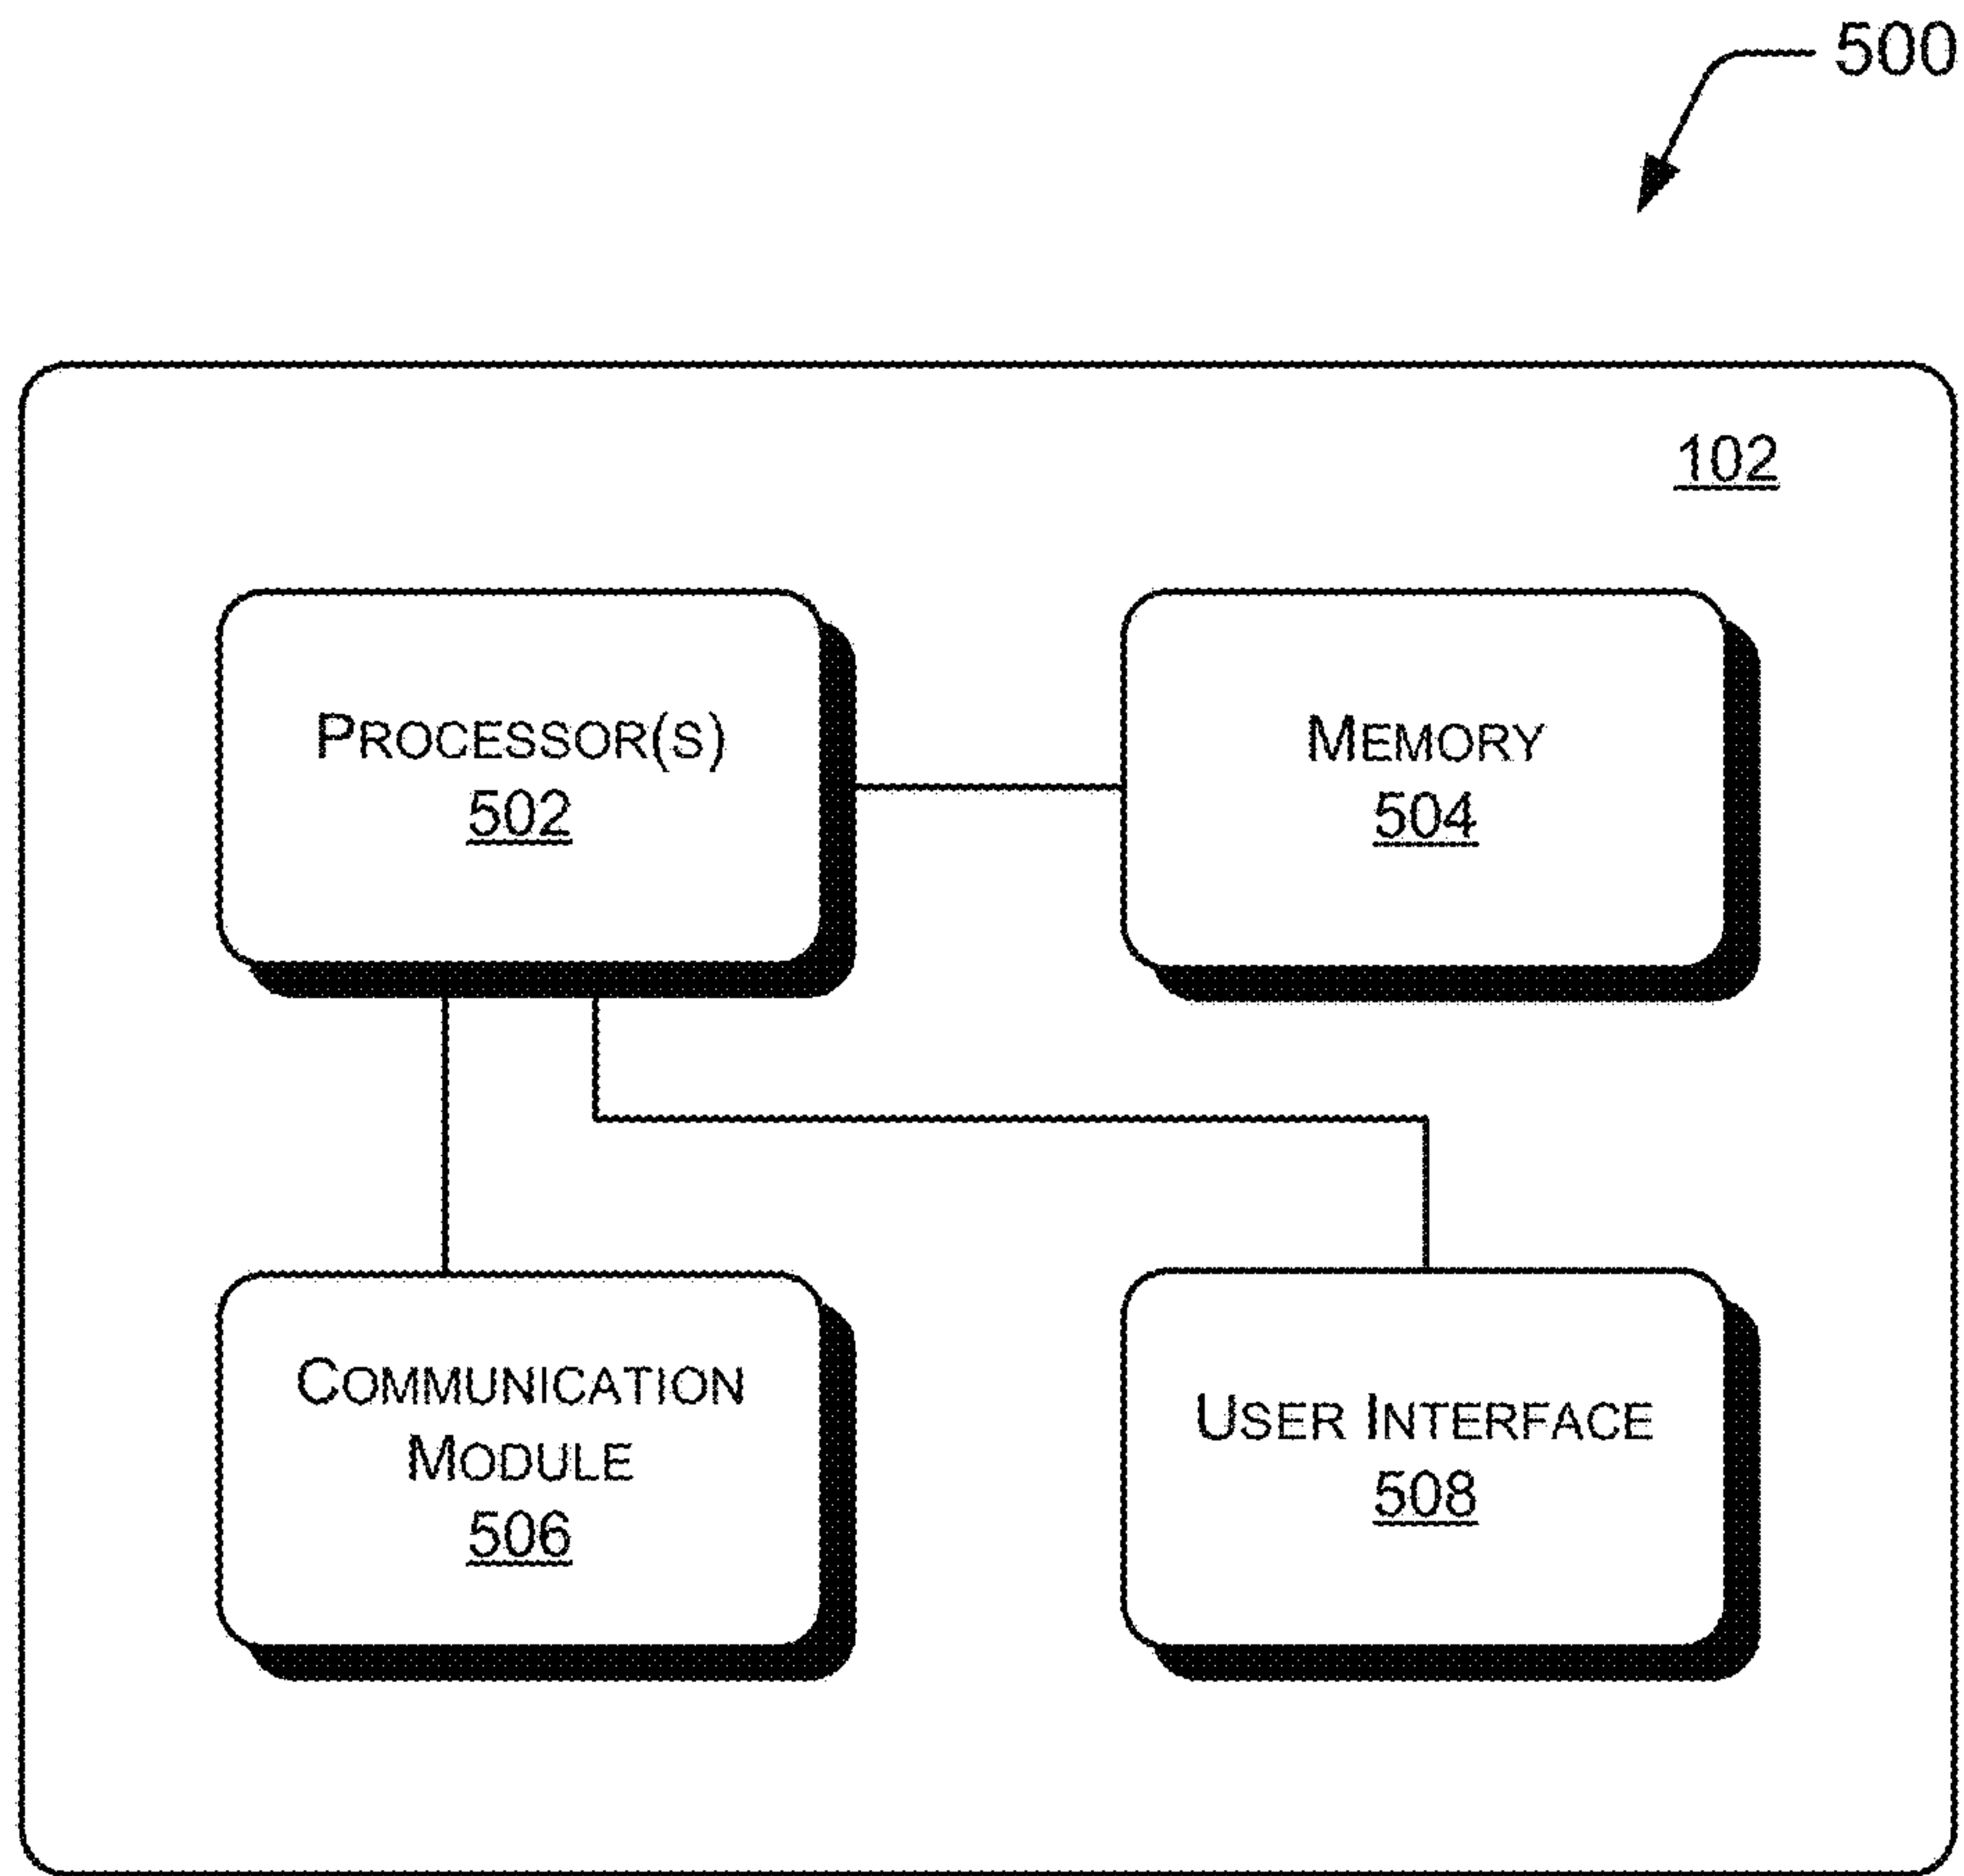 500
102
PROCESSOR(S)
502
MEMORY
504
COMMUNICATION
MODULE
506
USER INTERFACE
508